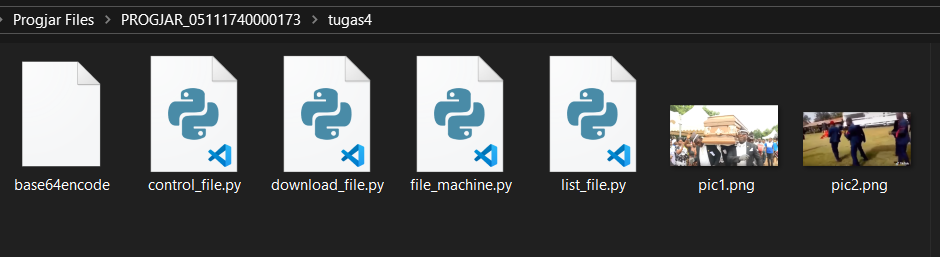 Progjar Files > PROGJAR_05111740000173 > tugas4
base64encode control_file.py download_file.py file_machine.py list_file.py pic1.png pic2.png